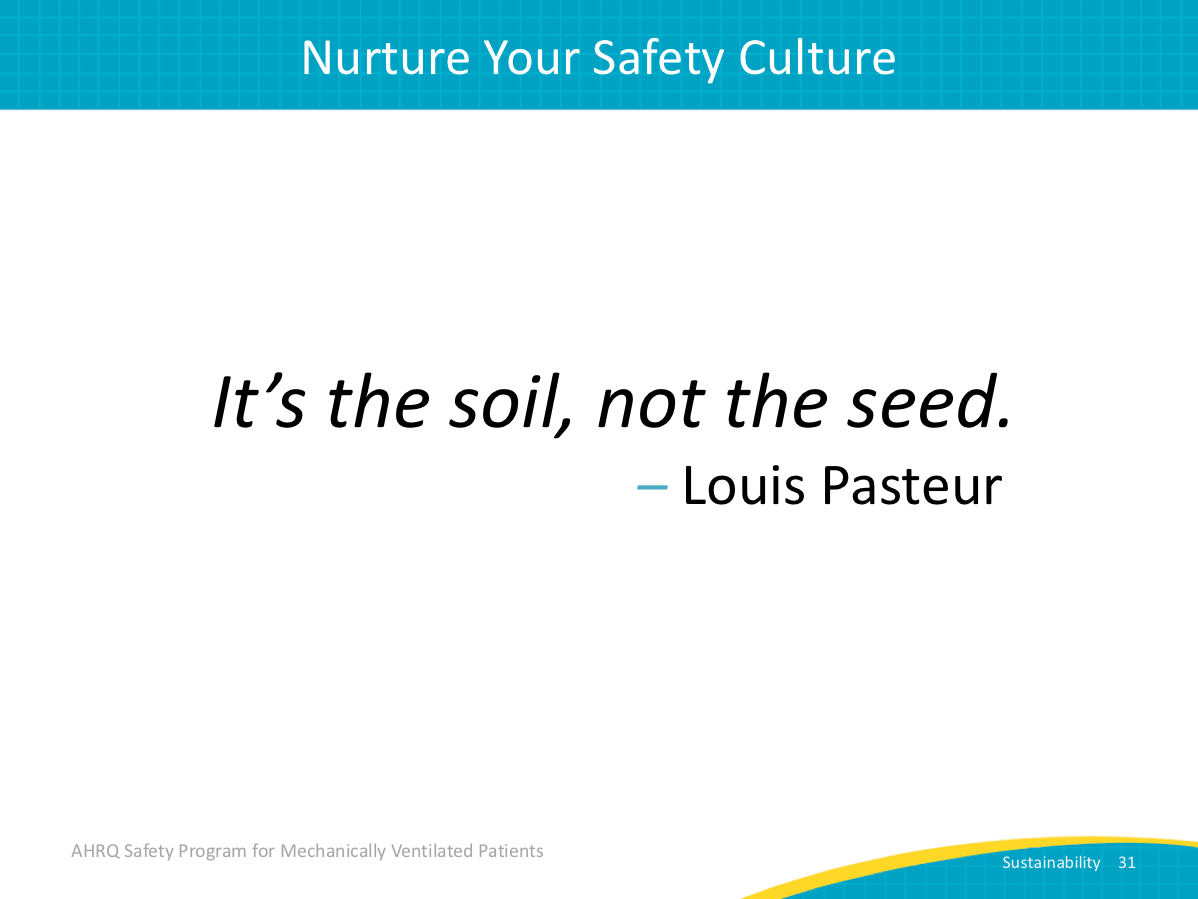 Nurture Your Safety Culture
It’s the soil, not the seed.
– Louis Pasteur
AHRQ Safety Program for Mechanically Ventilated Patients
Sustainability 31